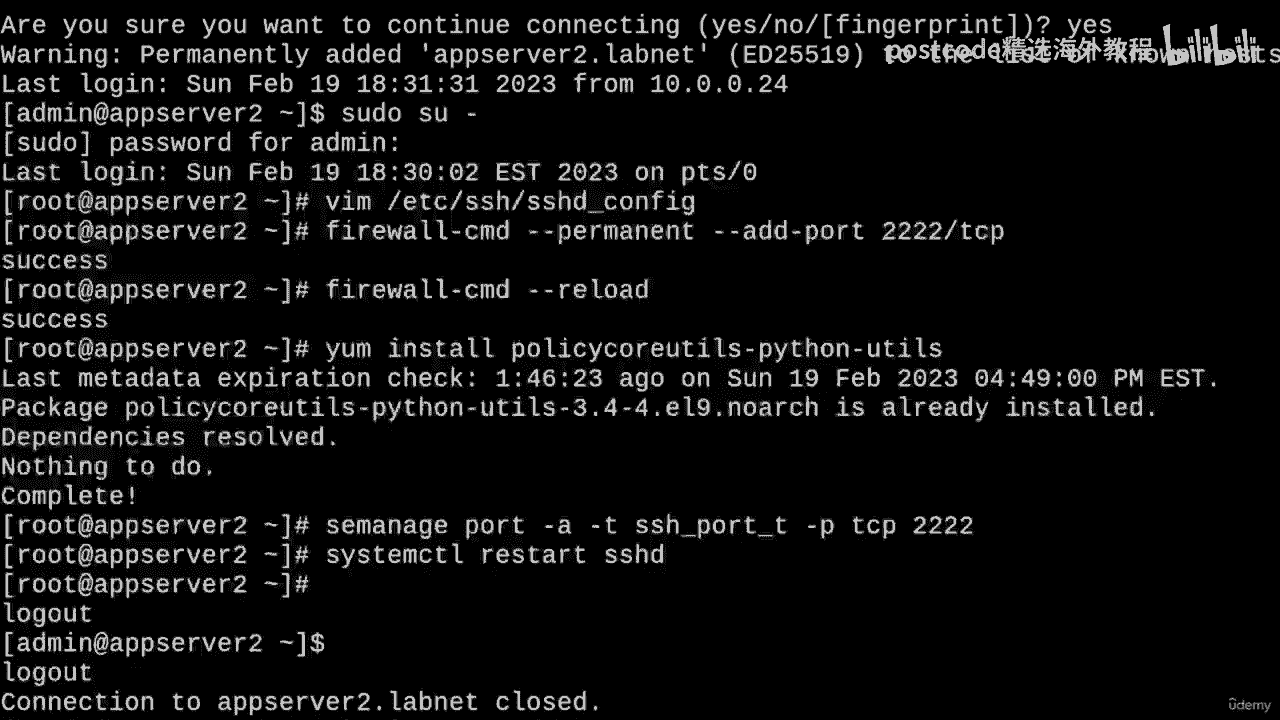 Are you sure you want to continue connecting (yes/no/[fingerprint])? yes
Warning: Permanently added 'appserver2.labnet' (ED25519) to the list of known hosts
postcode精选海外教程 bilibili
Last login: Sun Feb 19 18:31:31 2023 from 10.0.0.24
[admin@appserver2 ~]$ sudo su -
[sudo] password for admin:
Last login: Sun Feb 19 18:30:02 EST 2023 on pts/0
[root@appserver2 ~]# vim /etc/ssh/sshd_config
[root@appserver2 ~]# firewall-cmd --permanent --add-port 2222/tcp
success
[root@appserver2 ~]# firewall-cmd --reload
success
[root@appserver2 ~]# yum install policycoreutils-python-utils
Last metadata expiration check: 1:46:23 ago on Sun 19 Feb 2023 04:49:00 PM EST.
Package policycoreutils-python-utils-3.4-4.el9.noarch is already installed.
Dependencies resolved.
Nothing to do.
Complete!
[root@appserver2 ~]# semanage port -a -t ssh_port_t -p tcp 2222
[root@appserver2 ~]# systemctl restart sshd
[root@appserver2 ~]#
logout
[admin@appserver2 ~]$
logout
Connection to appserver2.labnet closed.
ûdemy